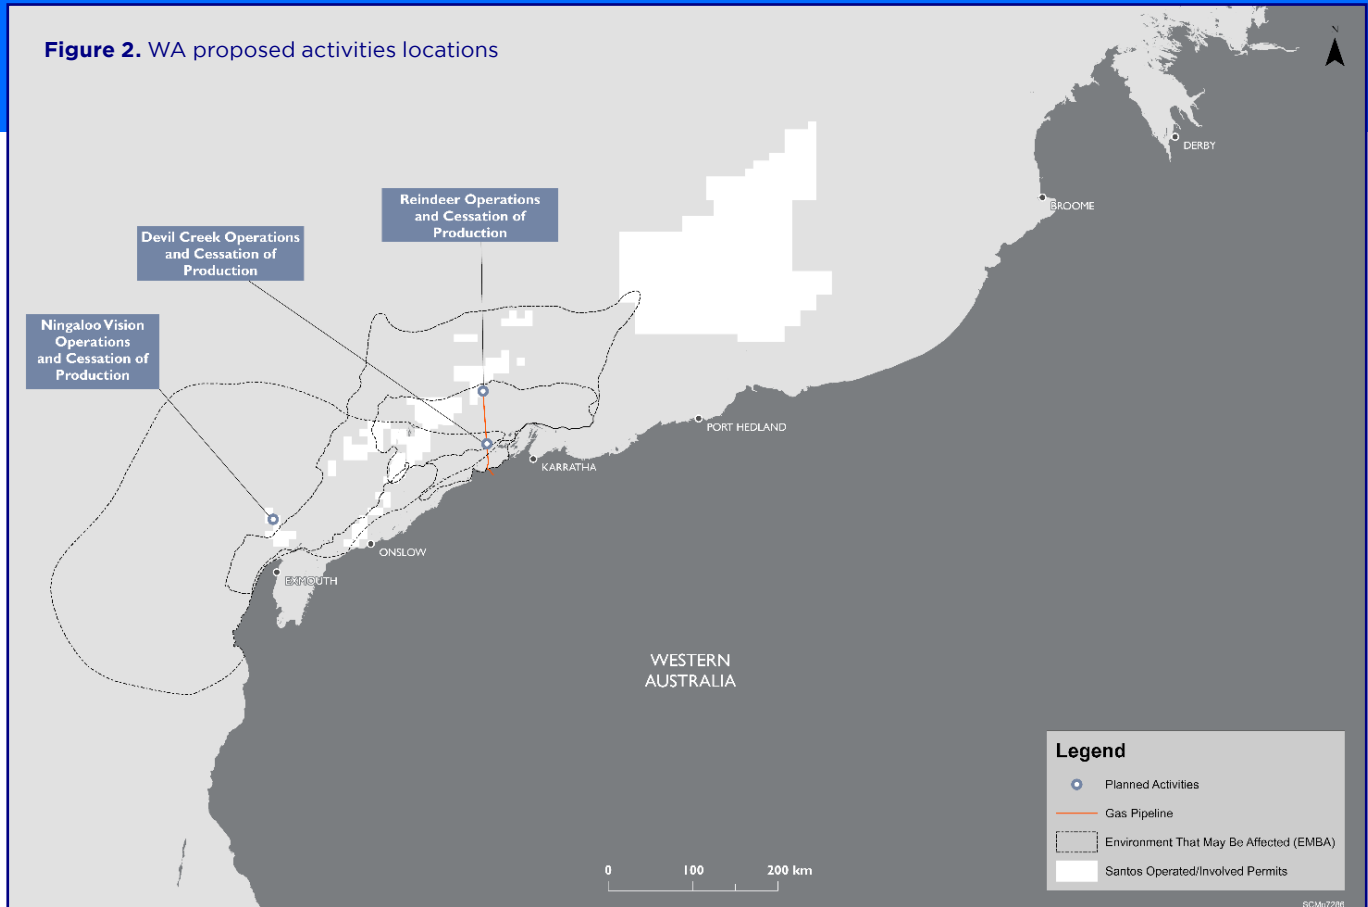 Figure 2. WA proposed activities locations
N
DERBY
BROOME
Reindeer Operations
and Cessation of
Production
Devil Creek Operations
and Cessation of
Production
Ningaloo Vision
Operations
and Cessation of
Production
PORT HEDLAND
KARRATHA
ONSLOW
EXMOUTH
WESTERN
AUSTRALIA
Legend
Planned Activities
Gas Pipeline
Environment That May Be Affected (EMBA)
Santos Operated/Involved Permits
0 100 200 km